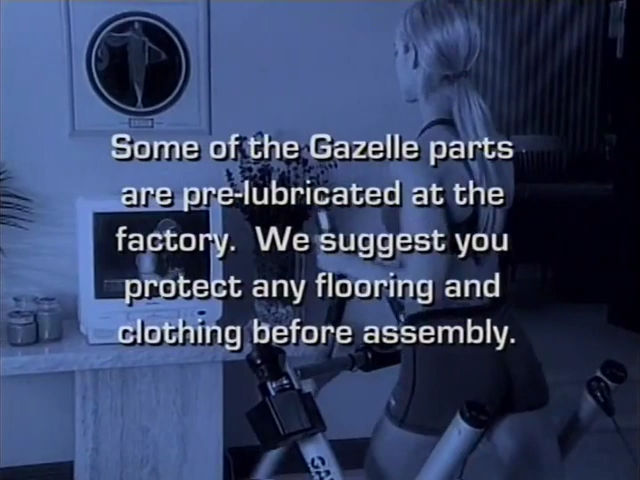 Some of the Gazelle parts
are pre-lubricated at the
factory. We suggest you
protect any flooring and
clothing before assembly.
GAZ